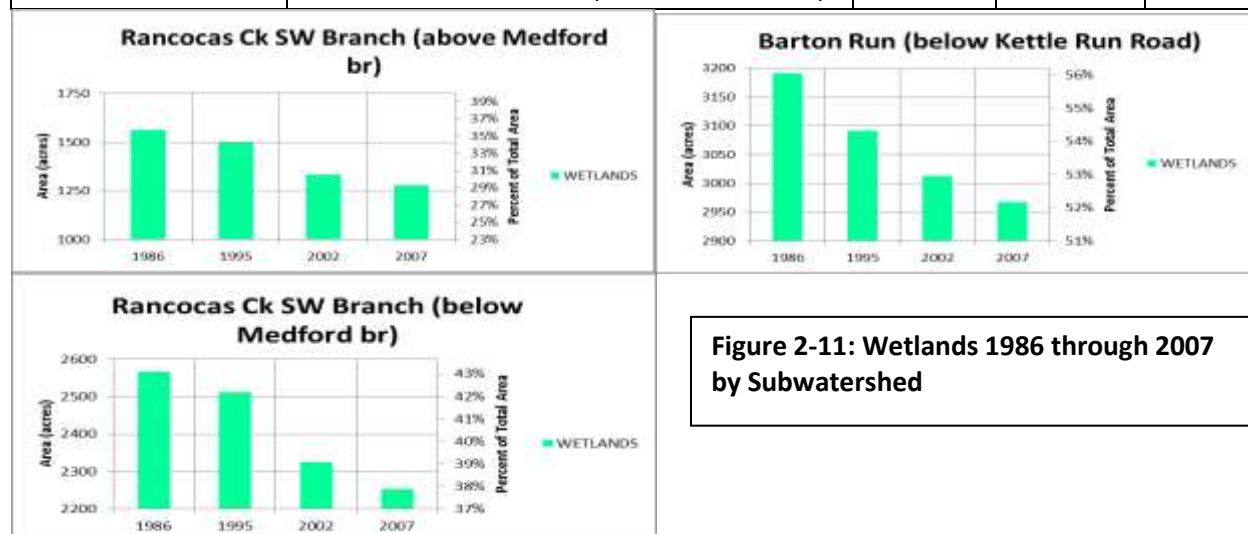 Rancocas Ck SW Branch (above Medford
br)
1750
1500
1250
1000
Area (acres)
39%
37%
35%
33%
31%
29%
27%
25%
23%
Percent of Total Area
WETLANDS
1986 1995 2002 2007
Barton Run (below Kettle Run Road)
3200
3150
3100
3050
3000
2950
2900
Area (acres)
56%
55%
54%
53%
52%
51%
Percent of Total Area
WETLANDS
1986 1995 2002 2007
Rancocas Ck SW Branch (below
Medford br)
2600
2500
2400
2300
2200
Area (acres)
43%
42%
41%
40%
39%
38%
37%
Percent of Total Area
WETLANDS
1986 1995 2002 2007
Figure 2-11: Wetlands 1986 through 2007
by Subwatershed